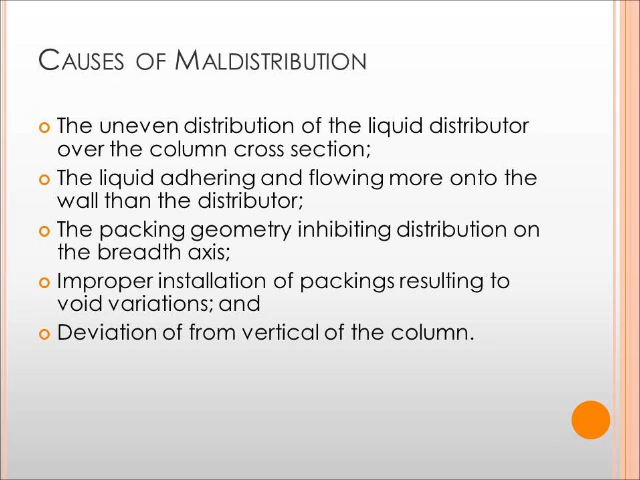 Causes of Maldistribution
The uneven distribution of the liquid distributor
over the column cross section;
The liquid adhering and flowing more onto the
wall than the distributor;
The packing geometry inhibiting distribution on
the breadth axis;
Improper installation of packings resulting to
void variations; and
Deviation of from vertical of the column.